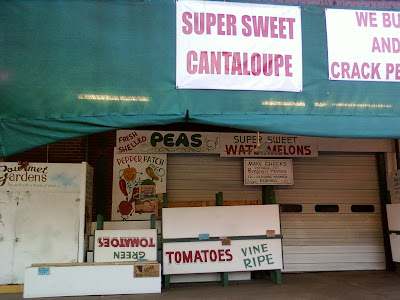 SUPER SWEET
CANTALOUPE
WE BU
AND
CRACK PE
FRESH
SHELLED
PEAS
SUPER SWEET
WATERMELONS
PEPPER PATCH
MAKE CHECKS
Gourmet
Gardens
TOMATOES
GREEN
TOMATOES
VINE
RIPE